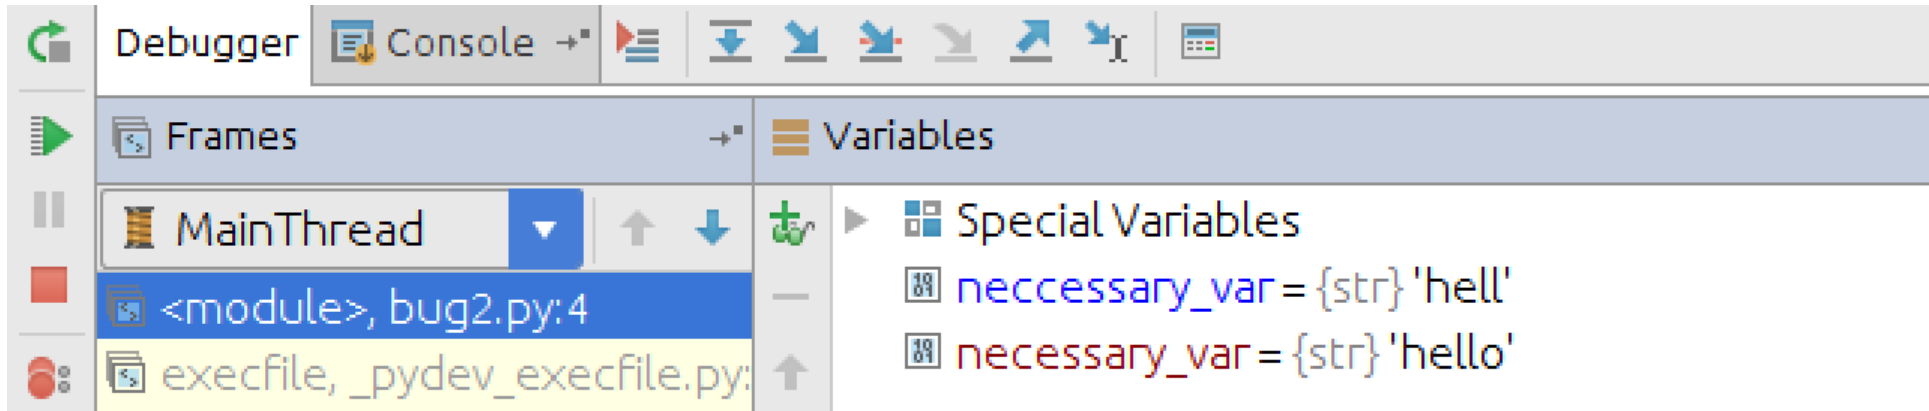 Debugger Console
Frames
Variables
MainThread
Special Variables
<module>, bug2.py:4
neccessary_var = {str} 'hell'
execfile, _pydev_execfile.py:
necessary_var = {str} 'hello'